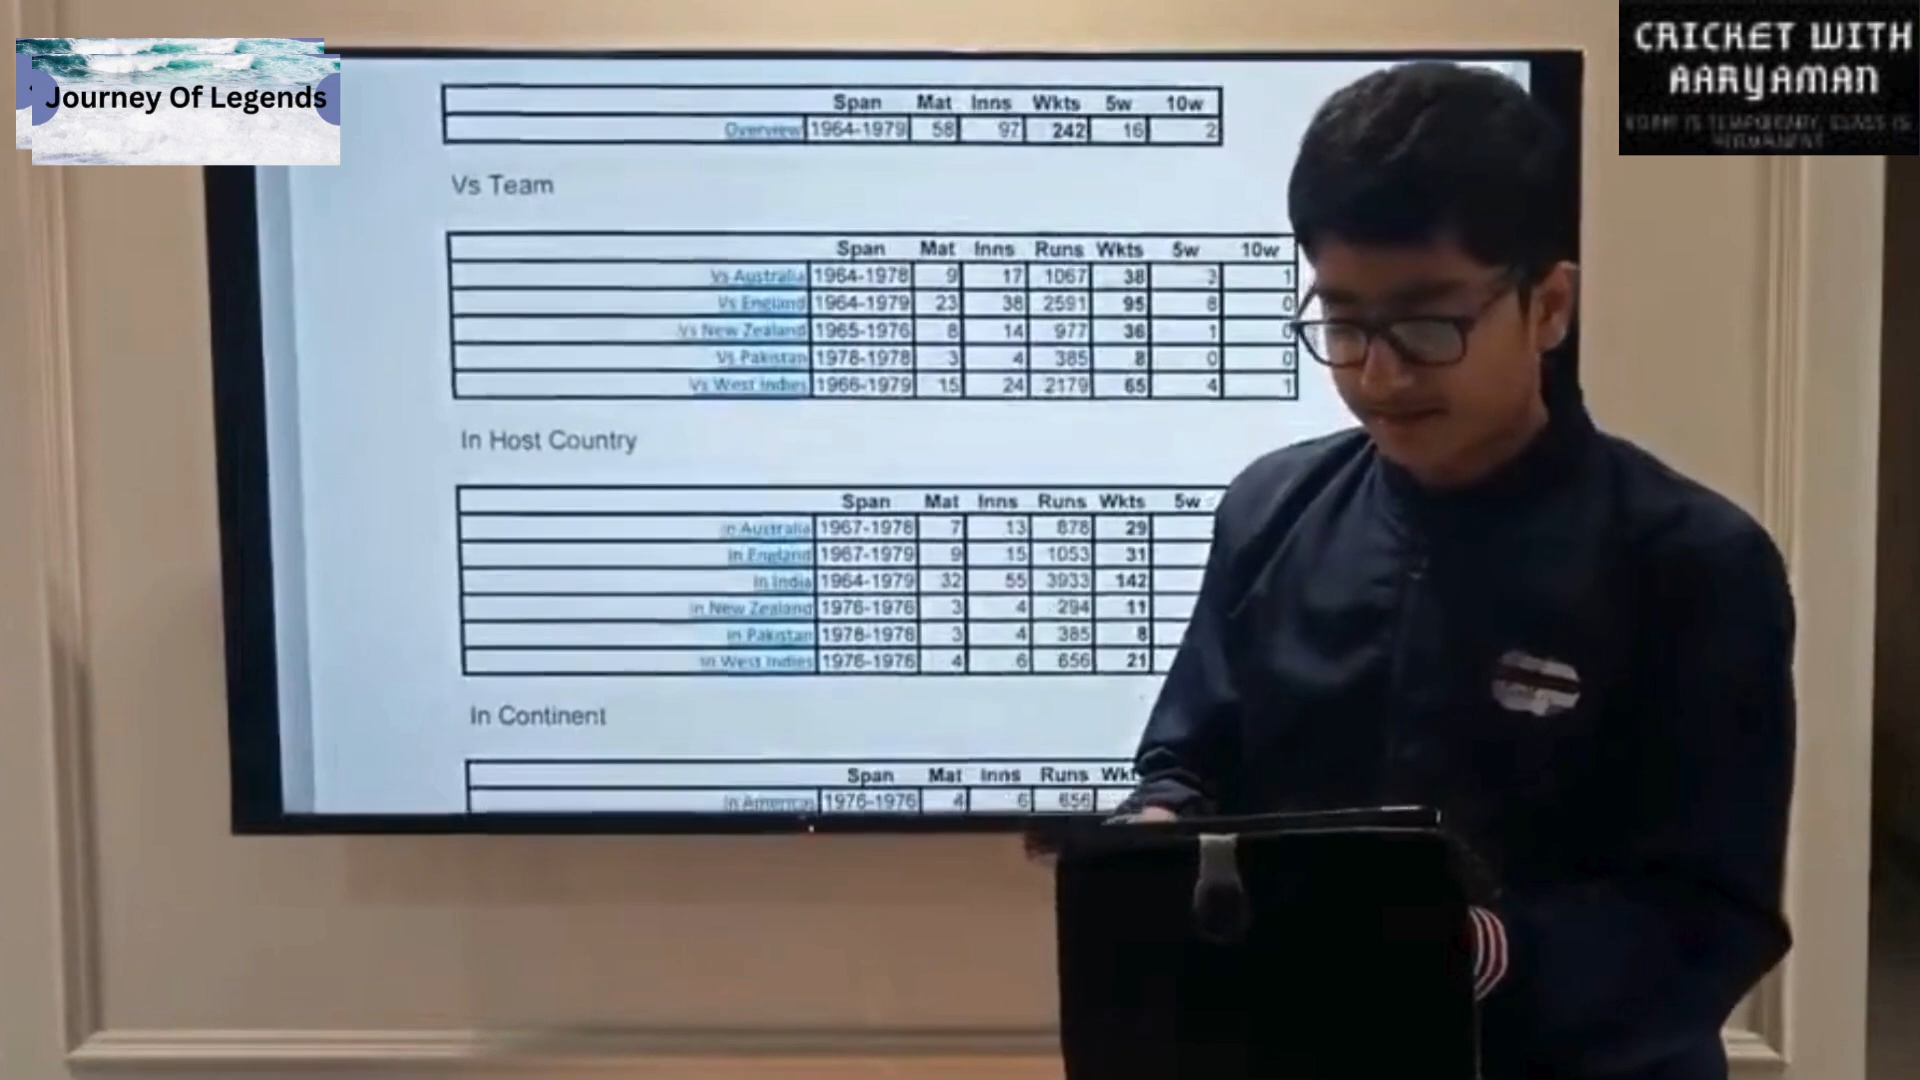 Journey Of Legends
CRICKET WITH
AARYAMAN
FORM IS TEMPORARY, CLASS IS
PERMANENT
Span Mat Inns Wkts 5w 10w
Overview 1964-1979 58 97 242 16 2
Vs Team
Span Mat Inns Runs Wkts 5w 10w
Vs Australia 1964-1978 9 17 1067 38 3 1
Vs England 1964-1979 23 38 2591 95 8 0
Vs New Zealand 1965-1976 8 14 977 36 1 0
Vs Pakistan 1978-1978 3 4 385 8 0 0
Vs West Indies 1966-1979 15 24 2179 65 4 1
In Host Country
Span Mat Inns Runs Wkts 5w
In Australia 1967-1978 7 13 878 29
In England 1967-1979 9 15 1053 31
In India 1964-1979 32 55 3933 142
In New Zealand 1976-1976 3 4 294 11
In Pakistan 1978-1978 3 4 385 8
In West Indies 1976-1976 4 6 656 21
In Continent
Span Mat Inns Runs Wkt
In Americas 1976-1976 4 6 656